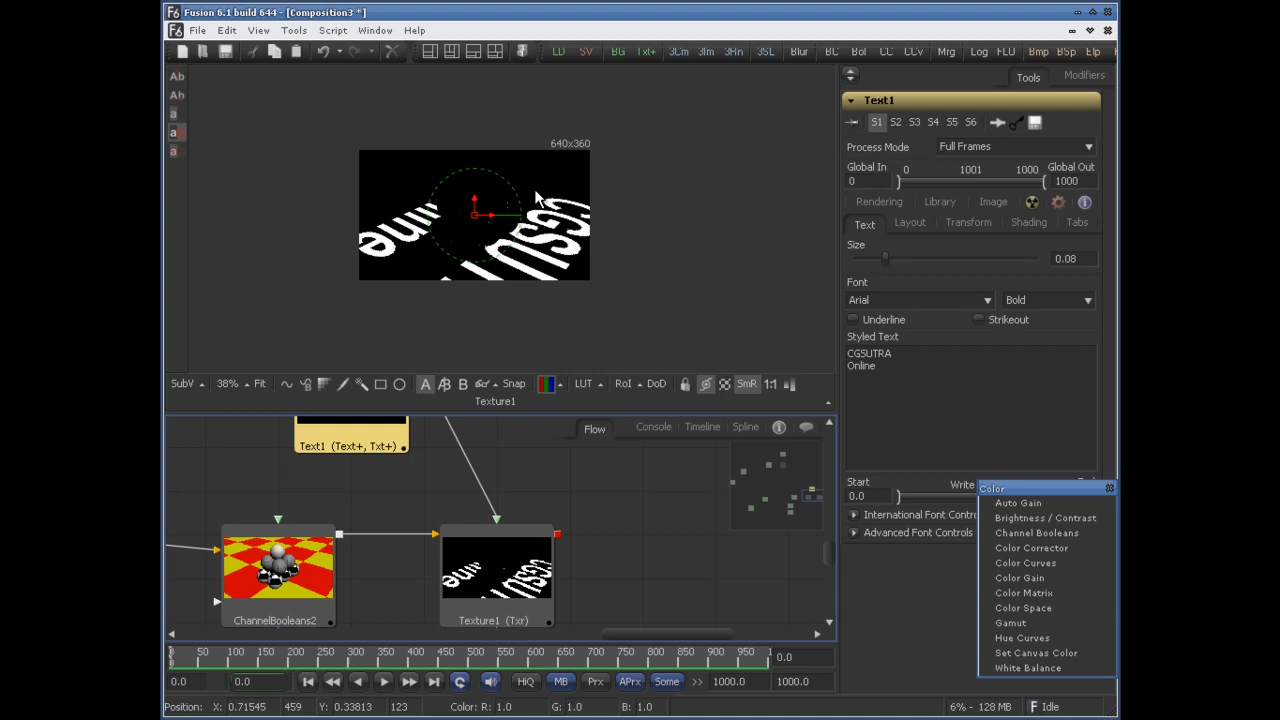 Fusion 6.1 build 644 - [Composition3 *]
File Edit View Tools Script Window Help
LD SV BG Txt+ 3Cm 3Im 3Rn 3SL Blur BC Bol CC CCv Mrg Log FLU Bmp BSp Elp
Tools Modifiers
Text1
S1 S2 S3 S4 S5 S6
Process Mode Full Frames
Global In 0 1001 1000 Global Out
0 1000
Rendering Library Image
Text Layout Transform Shading Tabs
Size
0.08
Font
Arial Bold
Underline Strikeout
Styled Text
CGSUTRA
Online
Start Write
0.0
International Font Contr
Advanced Font Controls
Color
Auto Gain
Brightness / Contrast
Channel Booleans
Color Corrector
Color Curves
Color Gain
Color Matrix
Color Space
Gamut
Hue Curves
Set Canvas Color
White Balance
Ab
Ab
a
a
a
640x360
SubV 38% Fit A B Snap LUT RoI DoD SmR 1:1
Texture1
Flow Console Timeline Spline
Text1 (Text+, Txt+)
ChannelBooleans2
Texture1 (Txr)
0 50 100 150 200 250 300 350 400 450 500 550 600 650 700 750 800 850 900 950 1
0.0
0.0 0.0 HiQ MB Prx APrx Some 1000.0 1000.0
Position: X: 0.71545 459 Y: 0.33813 123 Color: R: 1.0 G: 1.0 B: 1.0 6% - 128 MB Idle